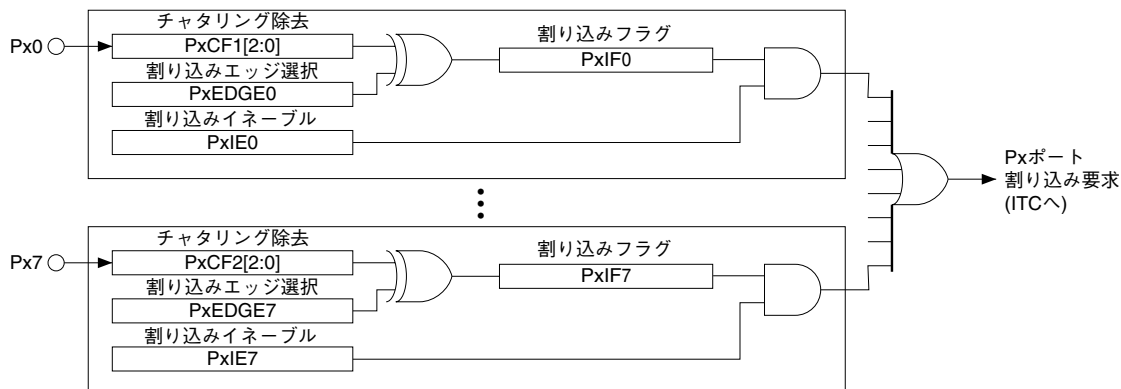 チャタリング除去
Px0
PxCF1[2:0]
割り込みフラグ
割り込みエッジ選択
PxIF0
PxEDGE0
割り込みイネーブル
PxIE0
Pxポート
割り込み要求
(ITCへ)
チャタリング除去
Px7
PxCF2[2:0]
割り込みフラグ
割り込みエッジ選択
PxIF7
PxEDGE7
割り込みイネーブル
PxIE7